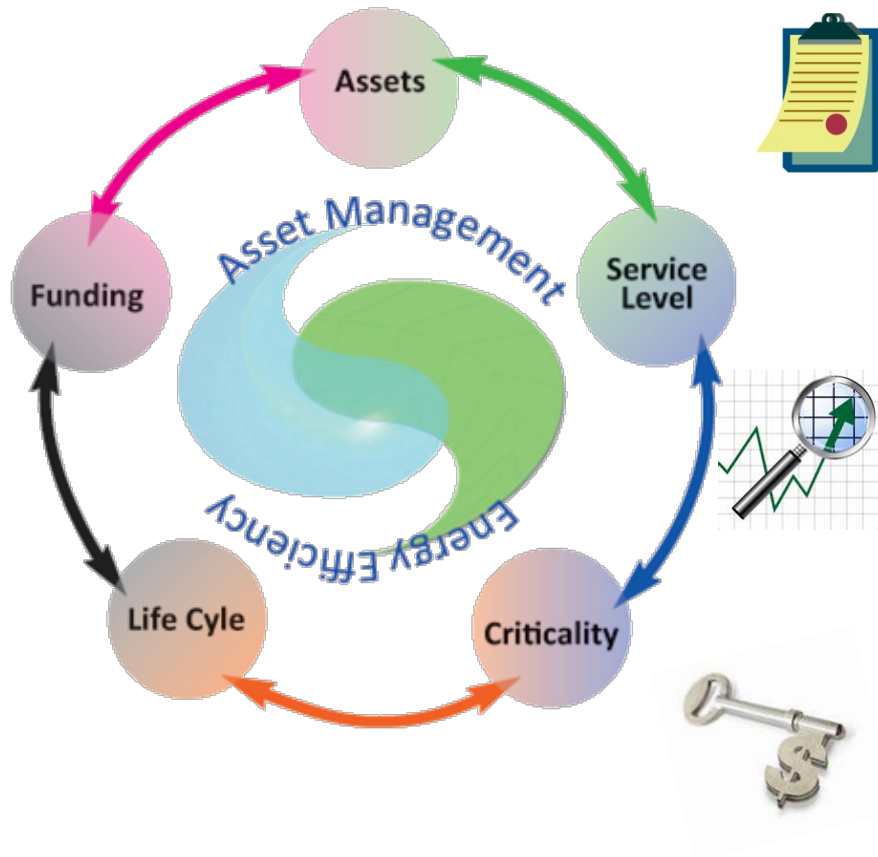 Assets
Asset Management
Funding
Service
Level
Energy Efficiency
Life Cyle
Criticality
$